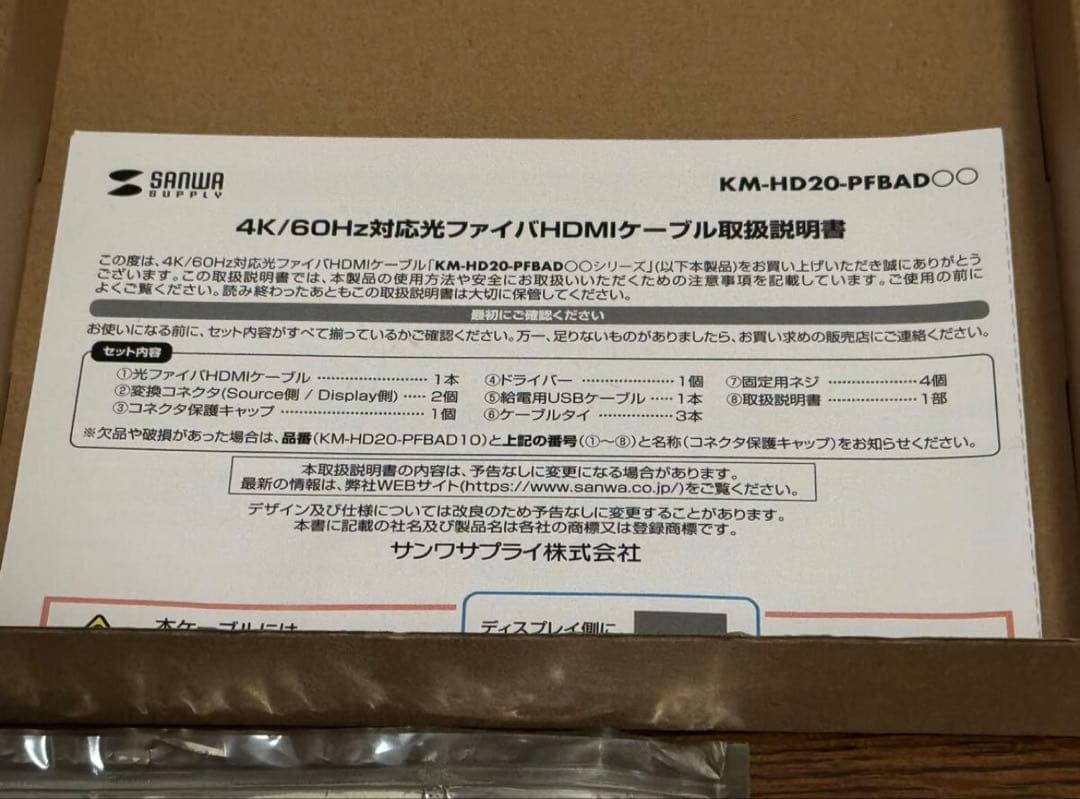 SANWA
SUPPLY
KM-HD20-PFBAD○○
4K/60Hz対応光ファイバHDMIケーブル取扱説明書
この度は、4K/60Hz対応光ファイバHDMIケーブル「KM-HD20-PFBAD○○シリーズ」(以下本製品)をお買い上げいただき誠にありがとう
ございます。この取扱説明書では、本製品の使用方法や安全にお取扱いいただくための注意事項を記載しています。ご使用の前に
よくご覧ください。読み終わったあともこの取扱説明書は大切に保管してください。
最初にご確認ください
お使いになる前に、セット内容がすべて揃っているかご確認ください。万一、足りないものがありましたら、お買い求めの販売店にご連絡ください。
セット内容
①光ファイバHDMIケーブル ………………… 1本
②変換コネクタ(Source側 / Display側) …… 2個
③コネクタ保護キャップ ……………………… 1個
④ドライバー ………………… 1個
⑤給電用USBケーブル …… 1本
⑥ケーブルタイ ……………… 3本
⑦固定用ネジ ………………… 4個
⑧取扱説明書 ………………… 1部
※欠品や破損があった場合は、品番(KM-HD20-PFBAD10)と上記の番号(①〜⑧)と名称(コネクタ保護キャップ)をお知らせください。
本取扱説明書の内容は、予告なしに変更になる場合があります。
最新の情報は、弊社WEBサイト(https://www.sanwa.co.jp/)をご覧ください。
デザイン及び仕様については改良のため予告なしに変更することがあります。
本書に記載の社名及び製品名は各社の商標又は登録商標です。
サンワサプライ株式会社
本ケーブルには
ディスプレイ側に